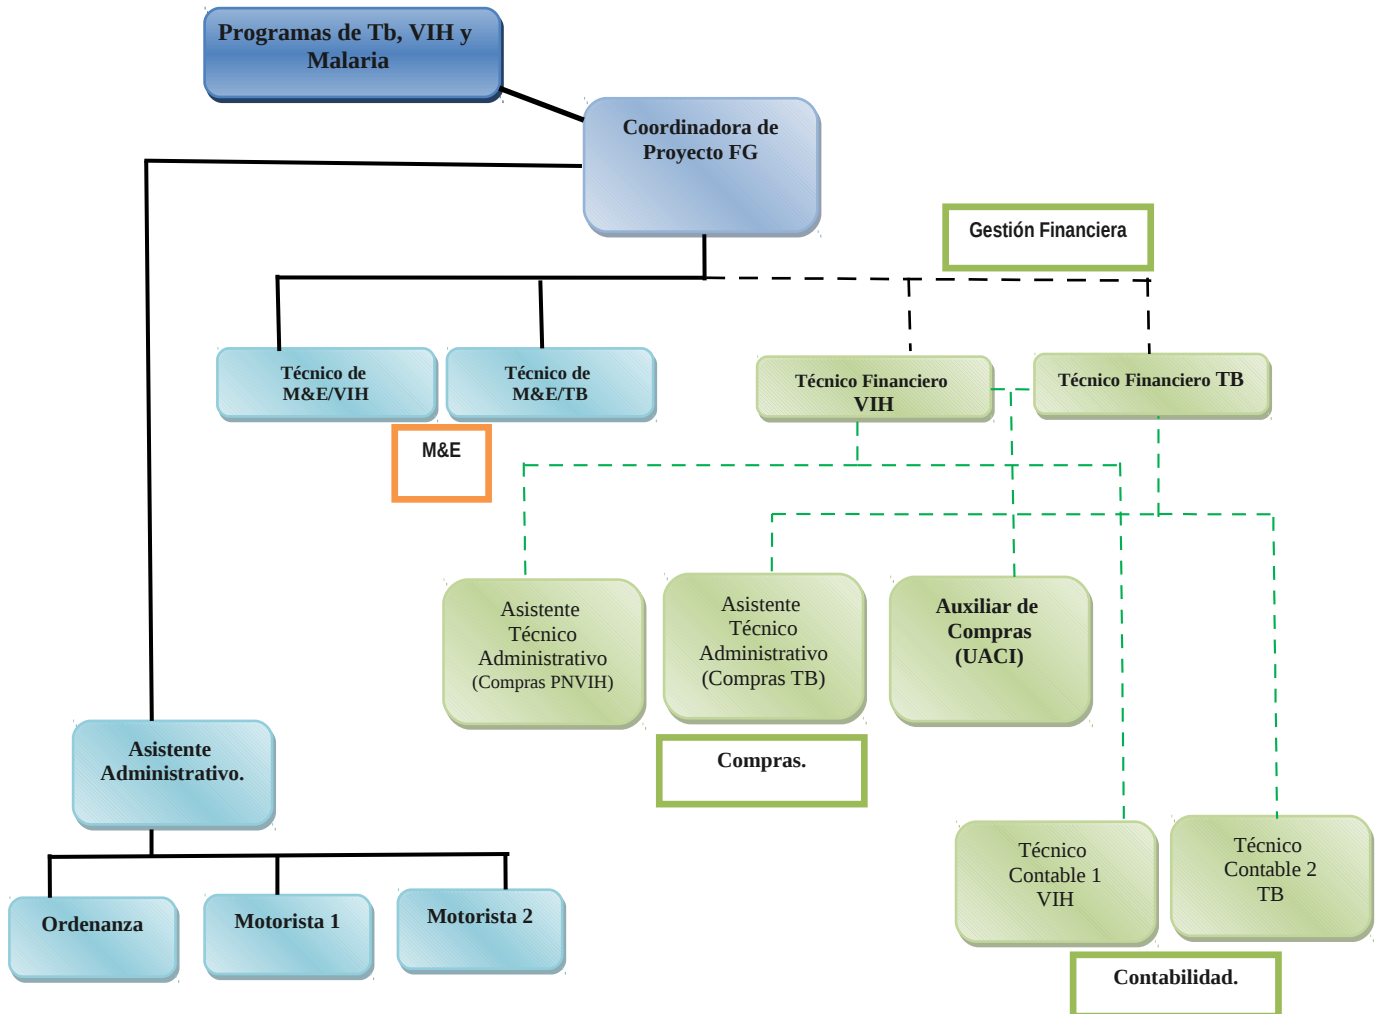 Programas de Tb, VIH y
Malaria
Coordinadora de
Proyecto FG
Gestión Financiera
Técnico de
M&E/VIH
Técnico de
M&E/TB
Técnico Financiero
VIH
Técnico Financiero TB
M&E
Asistente
Técnico
Administrativo
(Compras PNVIH)
Asistente
Técnico
Administrativo
(Compras TB)
Auxiliar de
Compras
(UACI)
Compras.
Asistente
Administrativo.
Técnico
Contable 1
VIH
Técnico
Contable 2
TB
Ordenanza
Motorista 1
Motorista 2
Contabilidad.